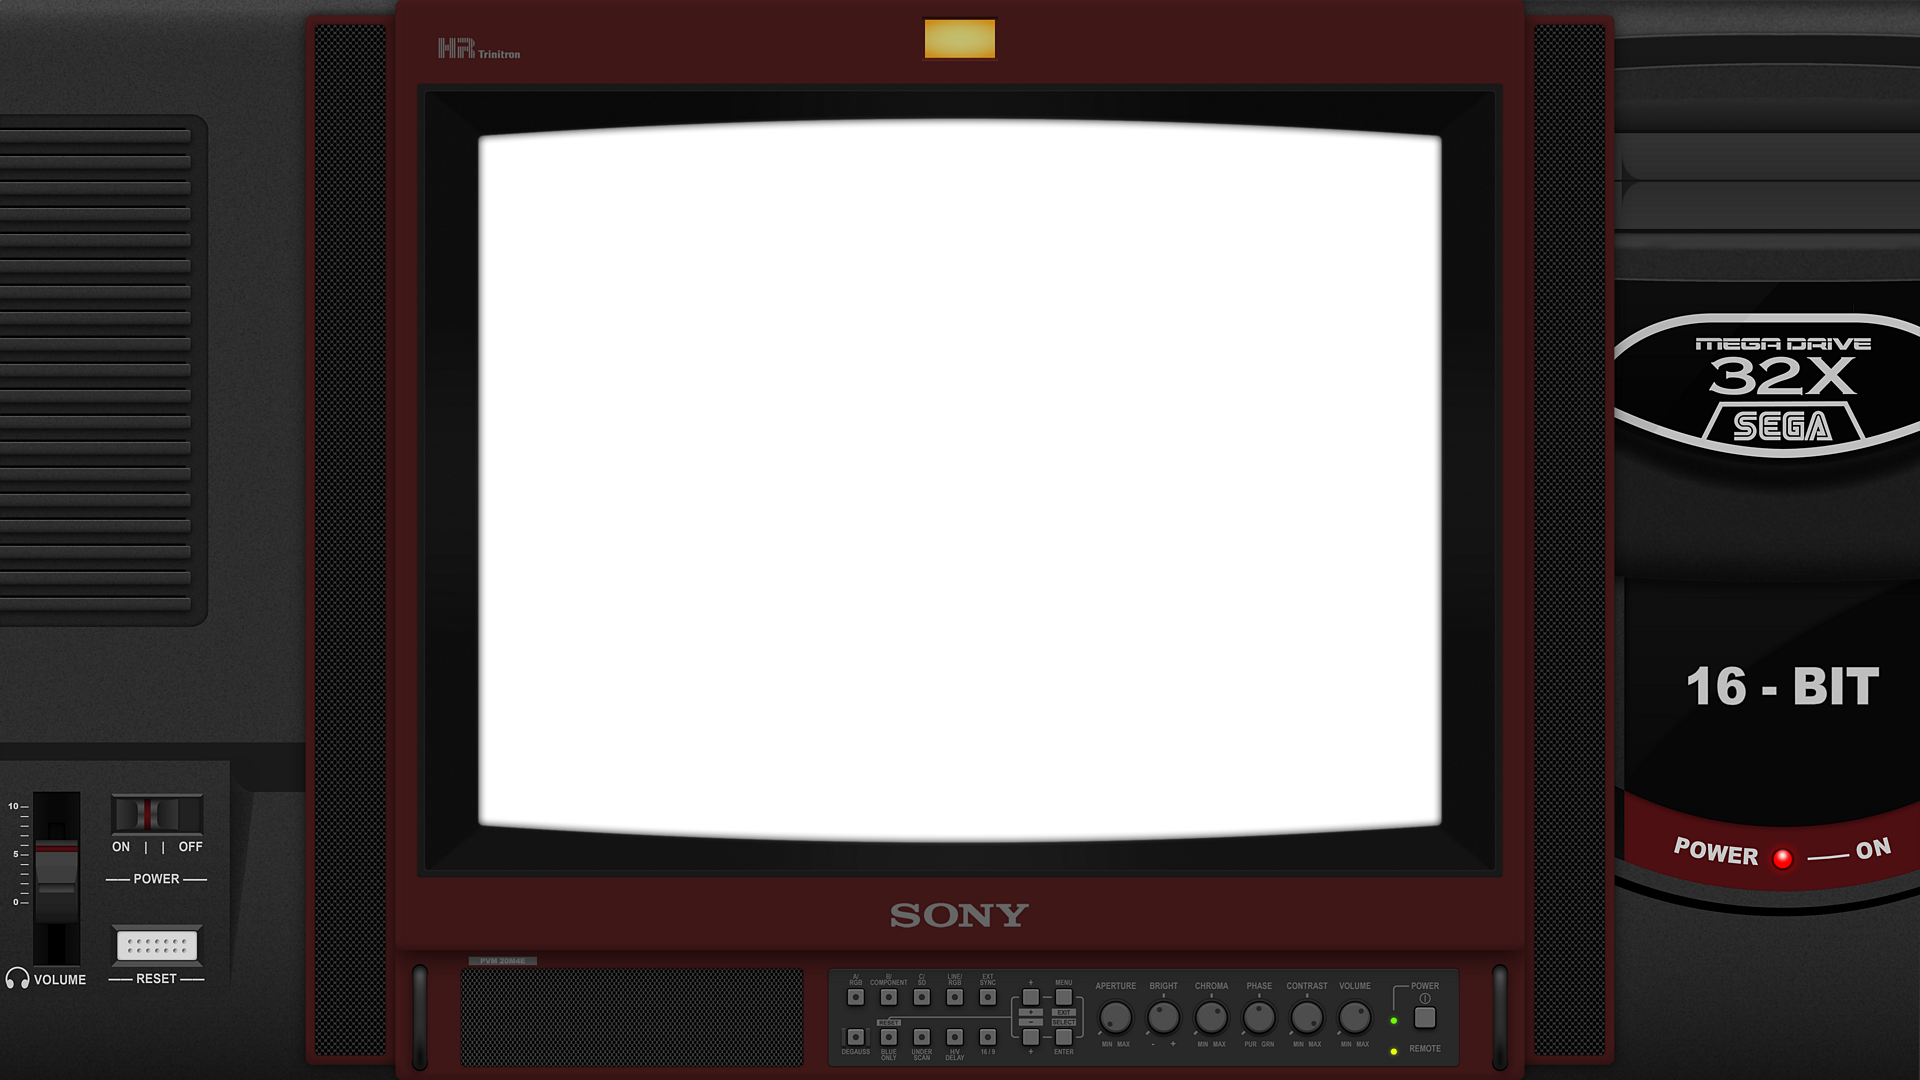 HR Trinitron
MEGA DRIVE
32X
SEGA
16 - BIT
POWER ON
10
5
0
ON | | OFF
POWER
RESET
VOLUME
SONY
PVM 20M4E
A/ RGB
B/ COMPONENT
C/ SD
LINE/ RGB
EXT SYNC
+ MENU
+ EXIT
- SELECT
RESET
DEGAUSS
BLUE ONLY
UNDER SCAN
H/V DELAY
16 / 9
+ ENTER
APERTURE BRIGHT CHROMA PHASE CONTRAST VOLUME
MIN MAX - + MIN MAX PUR GRN MIN MAX MIN MAX
POWER
REMOTE